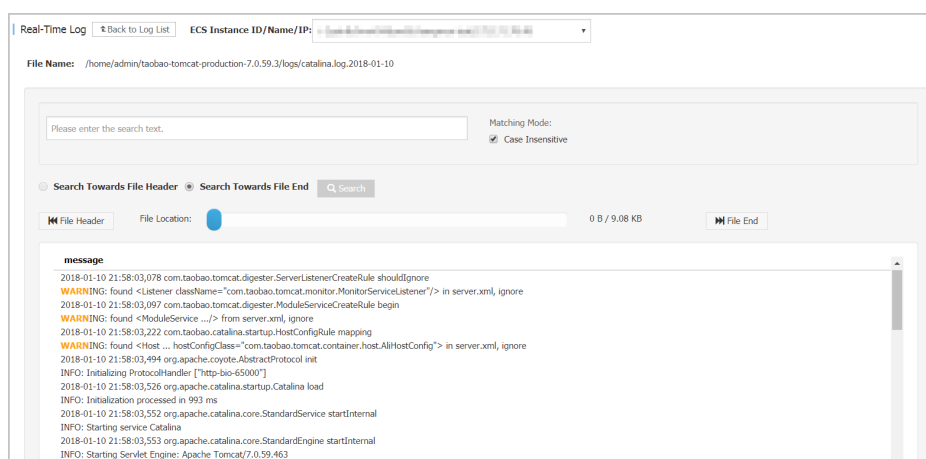 Real-Time Log Back to Log List ECS Instance ID/Name/IP:
File Name: /home/admin/taobao-tomcat-production-7.0.59.3/logs/catalina.log.2018-01-10
Please enter the search text.
Matching Mode:
Case Insensitive
Search Towards File Header Search Towards File End Search
File Header File Location: 0 B / 9.08 KB File End
message
2018-01-10 21:58:03,078 com.taobao.tomcat.digester.ServerListenerCreateRule shouldIgnore
WARNING: found <Listener className="com.taobao.tomcat.monitor.MonitorServiceListener"/> in server.xml, ignore
2018-01-10 21:58:03,097 com.taobao.tomcat.digester.ModuleServiceCreateRule begin
WARNING: found <ModuleService .../> from server.xml, ignore
2018-01-10 21:58:03,222 com.taobao.catalina.startup.HostConfigRule mapping
WARNING: found <Host ... hostConfigClass="com.taobao.tomcat.container.host.AliHostConfig"> in server.xml, ignore
2018-01-10 21:58:03,494 org.apache.coyote.AbstractProtocol init
INFO: Initializing ProtocolHandler ["http-bio-65000"]
2018-01-10 21:58:03,526 org.apache.catalina.startup.Catalina load
INFO: Initialization processed in 993 ms
2018-01-10 21:58:03,552 org.apache.catalina.core.StandardService startInternal
INFO: Starting service Catalina
2018-01-10 21:58:03,553 org.apache.catalina.core.StandardEngine startInternal
INFO: Starting Servlet Engine: Apache Tomcat/7.0.59.463